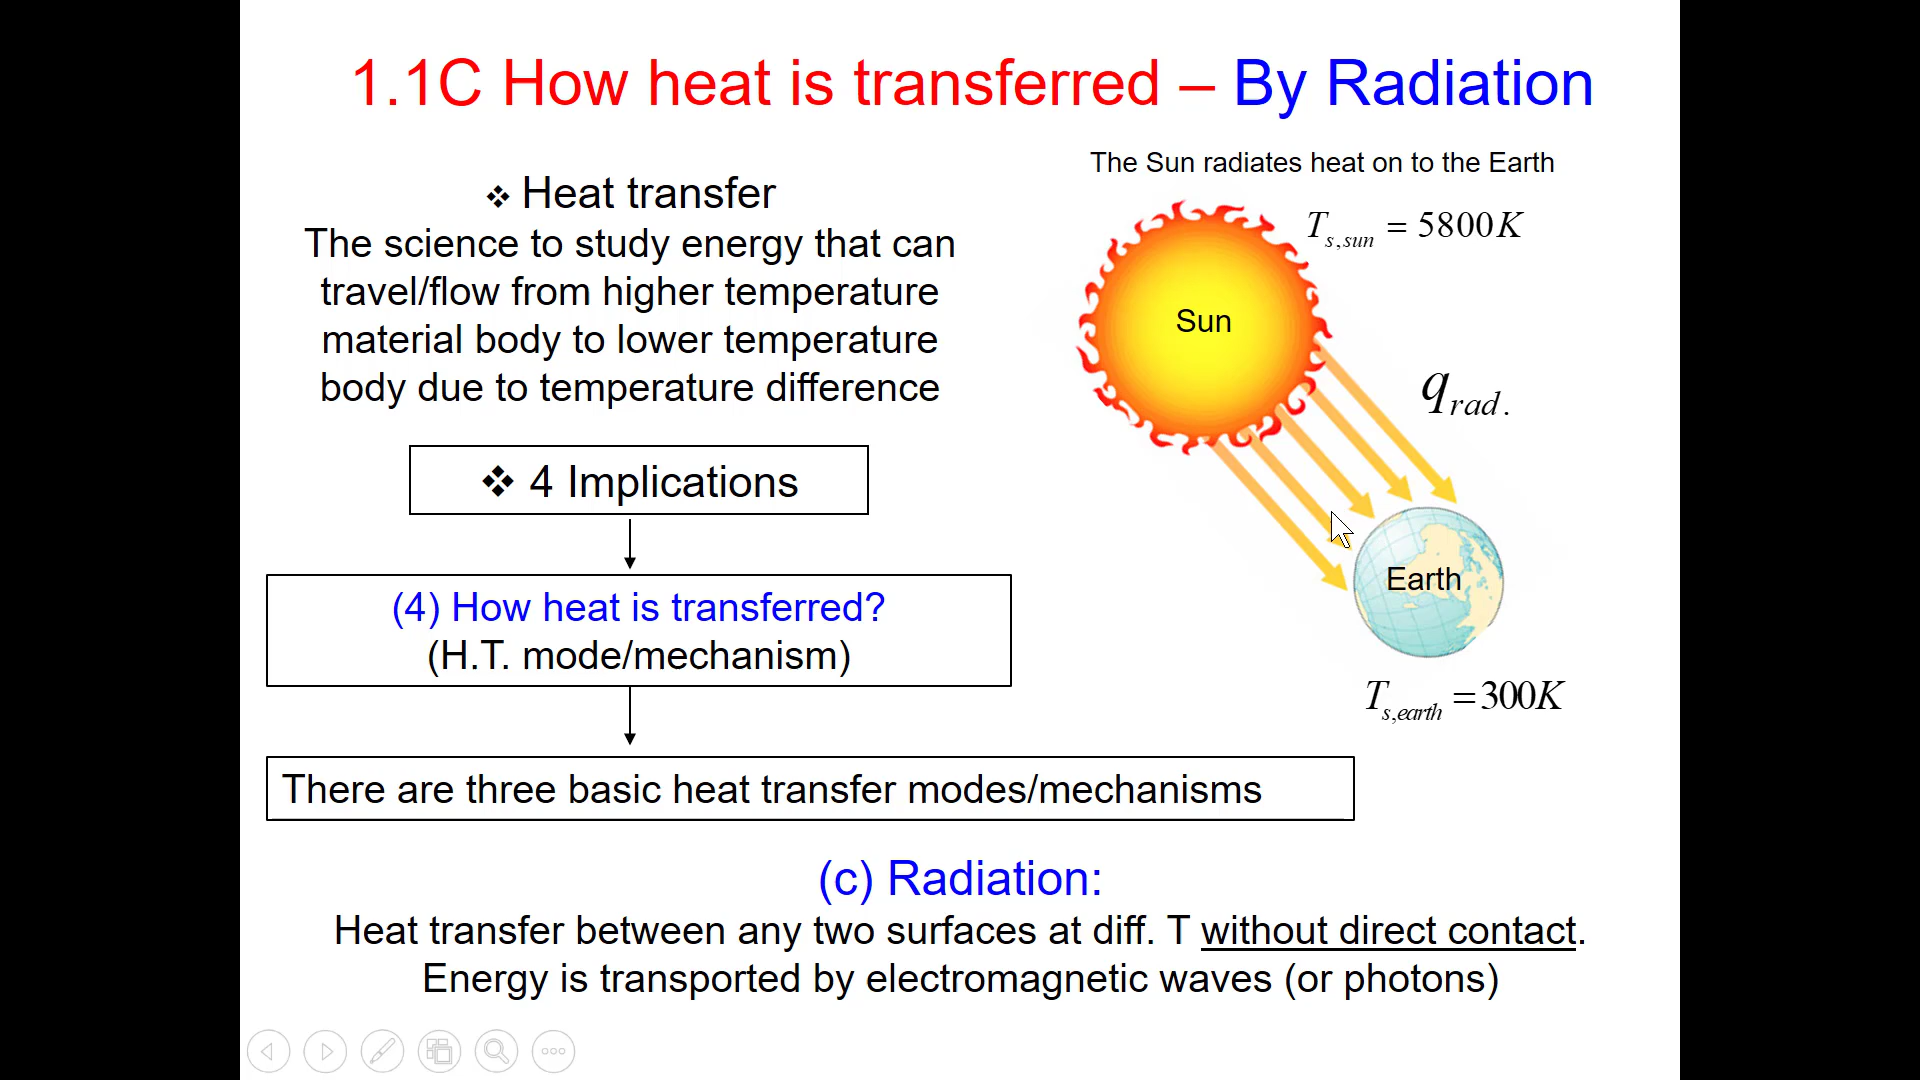 1.1C How heat is transferred – By Radiation
❖ Heat transfer
The science to study energy that can
travel/flow from higher temperature
material body to lower temperature
body due to temperature difference
❖ 4 Implications
(4) How heat is transferred?
(H.T. mode/mechanism)
There are three basic heat transfer modes/mechanisms
The Sun radiates heat on to the Earth
T_{s,sun} = 5800K
Sun
q_{rad.}
Earth
T_{s,earth} = 300K
(c) Radiation:
Heat transfer between any two surfaces at diff. T without direct contact.
Energy is transported by electromagnetic waves (or photons)